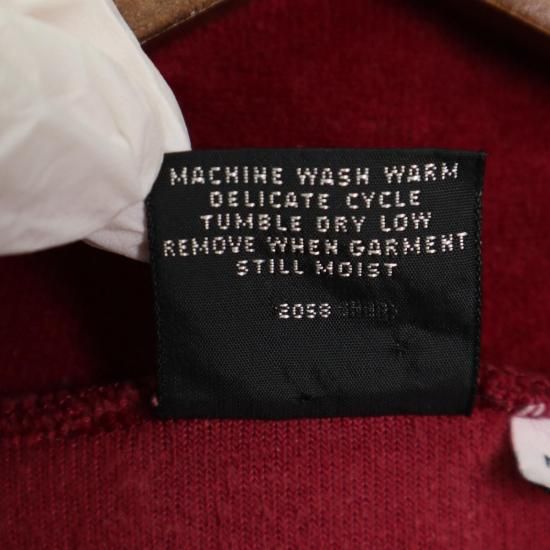 MACHINE WASH WARM
DELICATE CYCLE
TUMBLE DRY LOW
REMOVE WHEN GARMENT
STILL MOIST
2058